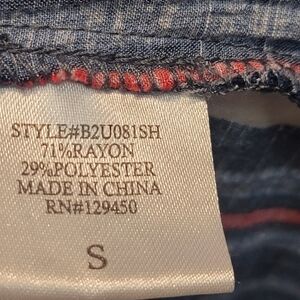 STYLE#B2U081SH
71%RAYON
29%POLYESTER
MADE IN CHINA
RN#129450
S